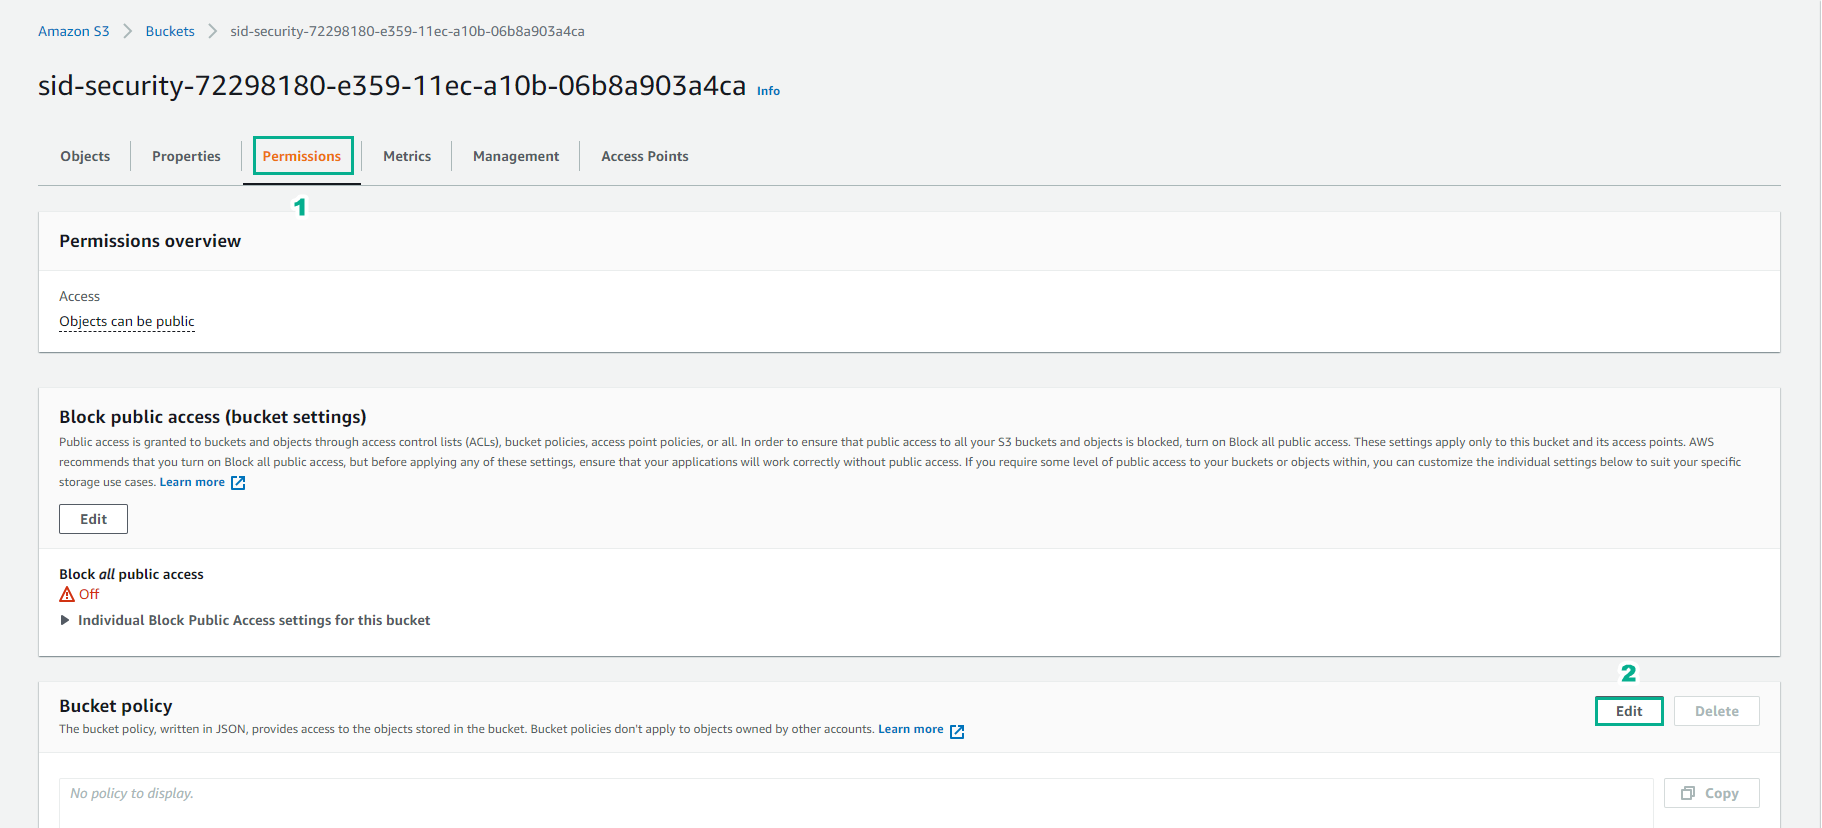 Amazon S3 > Buckets > sid-security-72298180-e359-11ec-a10b-06b8a903a4ca
sid-security-72298180-e359-11ec-a10b-06b8a903a4ca Info
Objects Properties Permissions Metrics Management Access Points
1
Permissions overview
Access
Objects can be public
Block public access (bucket settings)
Public access is granted to buckets and objects through access control lists (ACLs), bucket policies, access point policies, or all. In order to ensure that public access to all your S3 buckets and objects is blocked, turn on Block all public access. These settings apply only to this bucket and its access points. AWS
recommends that you turn on Block all public access, but before applying any of these settings, ensure that your applications will work correctly without public access. If you require some level of public access to your buckets or objects within, you can customize the individual settings below to suit your specific
storage use cases. Learn more
Edit
Block all public access
Off
Individual Block Public Access settings for this bucket
2
Bucket policy
Edit Delete
The bucket policy, written in JSON, provides access to the objects stored in the bucket. Bucket policies don't apply to objects owned by other accounts. Learn more
No policy to display.
Copy